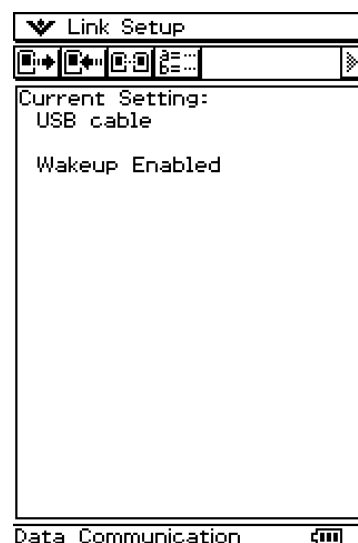 Link Setup
Current Setting:
USB cable
Wakeup Enabled
Data Communication